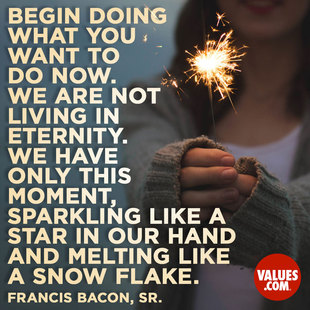 BEGIN DOING
WHAT YOU
WANT TO
DO NOW.
WE ARE NOT
LIVING IN
ETERNITY.
WE HAVE
ONLY THIS
MOMENT,
SPARKLING LIKE A
STAR IN OUR HAND
AND MELTING LIKE
A SNOW FLAKE.
FRANCIS BACON, SR.
VALUES
.COM